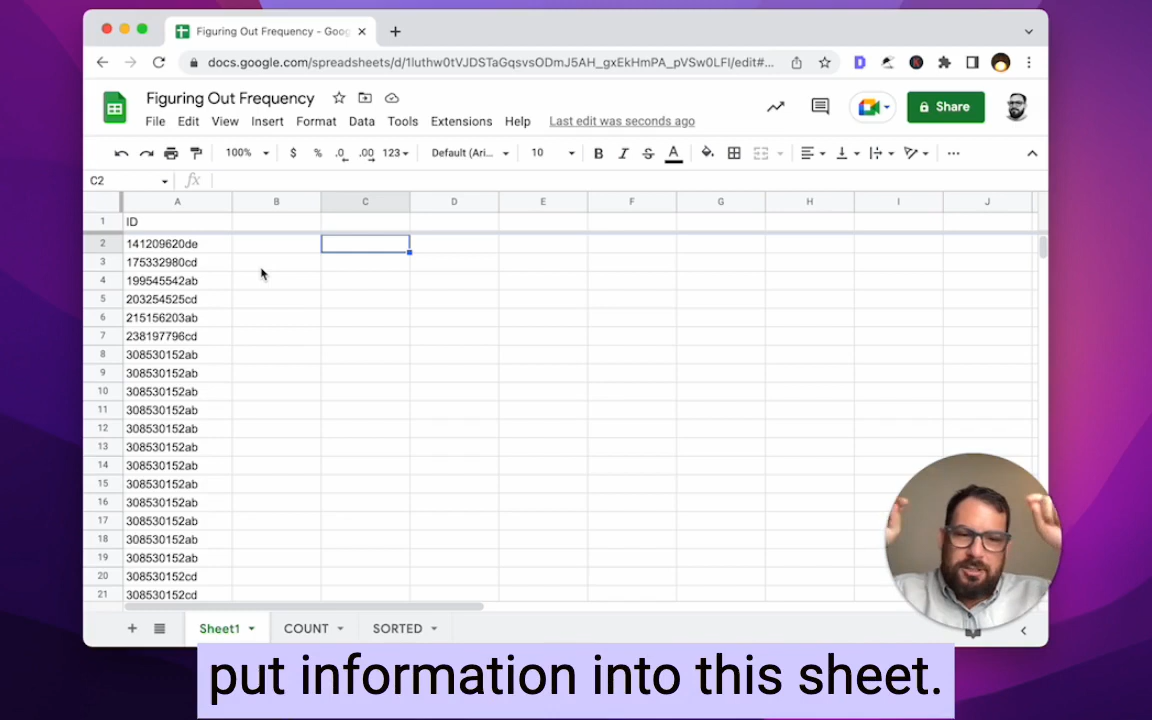 Figuring Out Frequency - Goog
docs.google.com/spreadsheets/d/1luthw0tVJDSTaGqsvsODmJ5AH_gxEkHmPA_pVSw0LFI/edit#...
Figuring Out Frequency
Share
File Edit View Insert Format Data Tools Extensions Help Last edit was seconds ago
100% $ % .0 .00 123 Default (Ari... 10 B I S A
C2 fx
A B C D E F G H I J
1 ID
2 141209620de
3 175332980cd
4 199545542ab
5 203254525cd
6 215156203ab
7 238197796cd
8 308530152ab
9 308530152ab
10 308530152ab
11 308530152ab
12 308530152ab
13 308530152ab
14 308530152ab
15 308530152ab
16 308530152ab
17 308530152ab
18 308530152ab
19 308530152ab
20 308530152cd
21 308530152cd
Sheet1 COUNT SORTED
put information into this sheet.